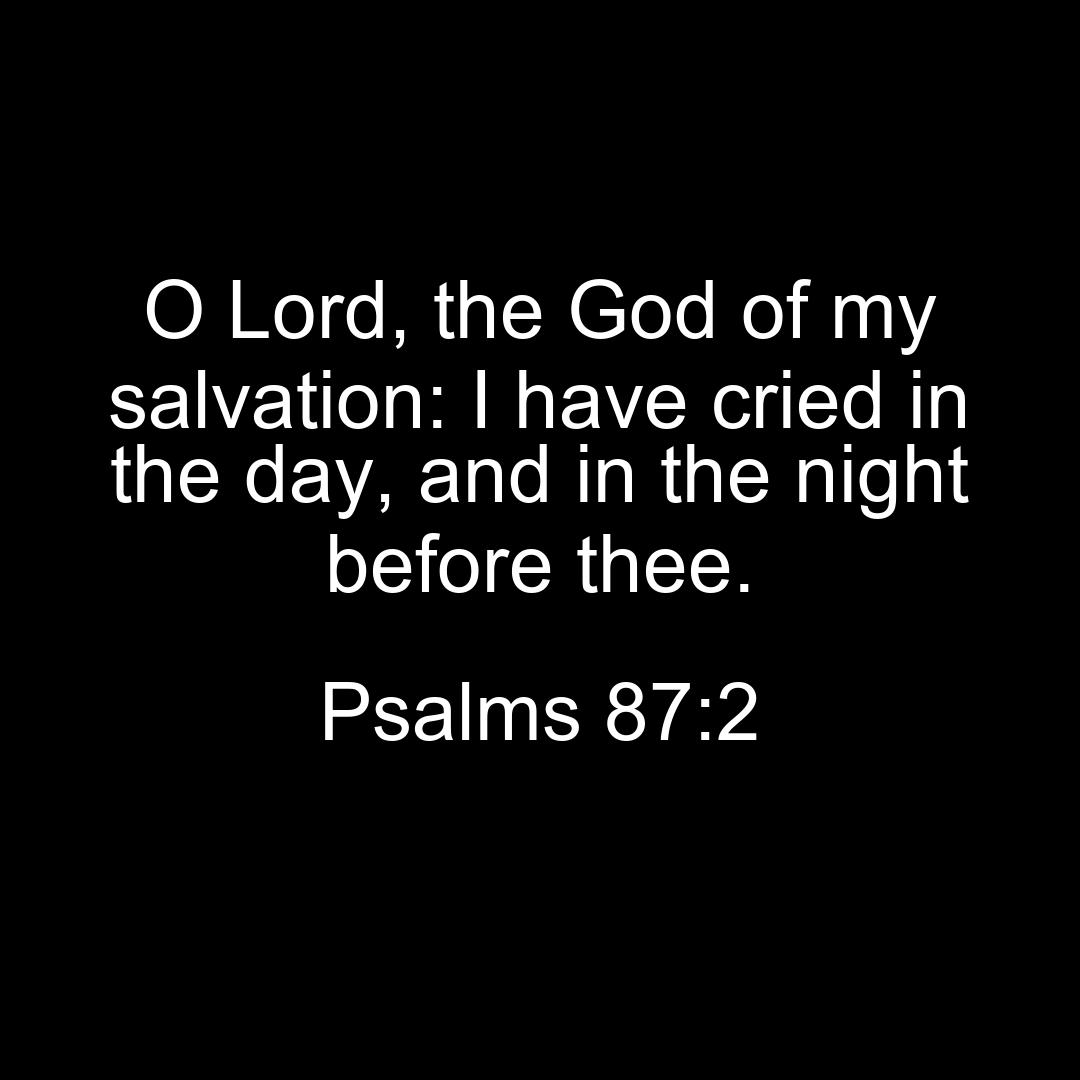 O Lord, the God of my
salvation: I have cried in
the day, and in the night
before thee.
Psalms 87:2